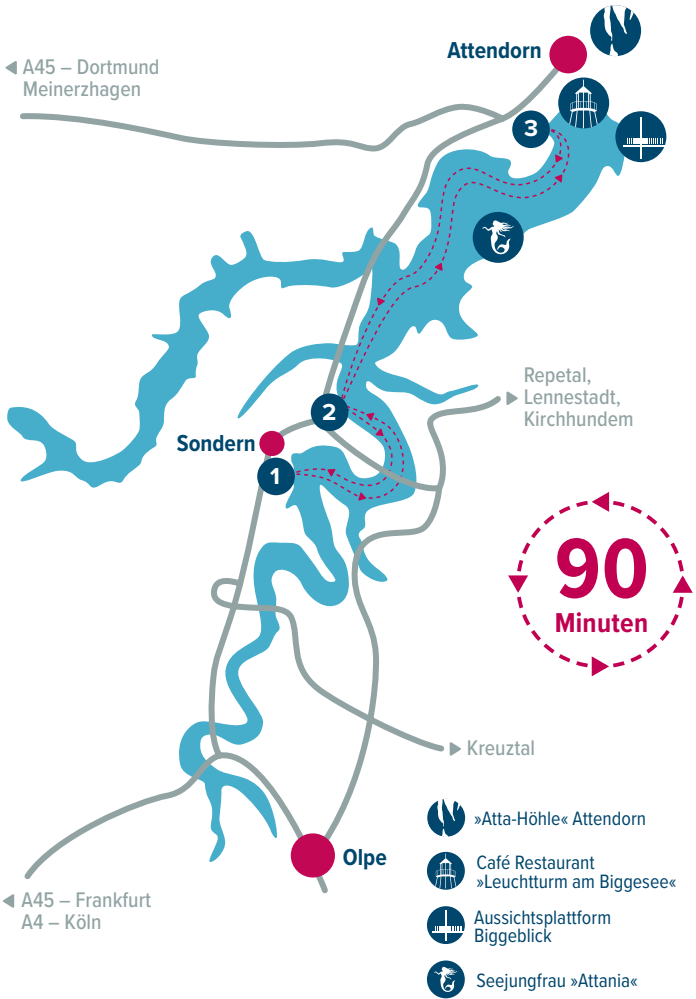 Attendorn
A45 – Dortmund
Meinerzhagen
3
Repetal,
Lennestadt,
Kirchhundem
2
Sondern
1
90
Minuten
Kreuztal
»Atta-Höhle« Attendorn
Café Restaurant
»Leuchtturm am Biggesee«
Olpe
A45 – Frankfurt
A4 – Köln
Aussichtsplattform
Biggeblick
Seejungfrau »Attania«